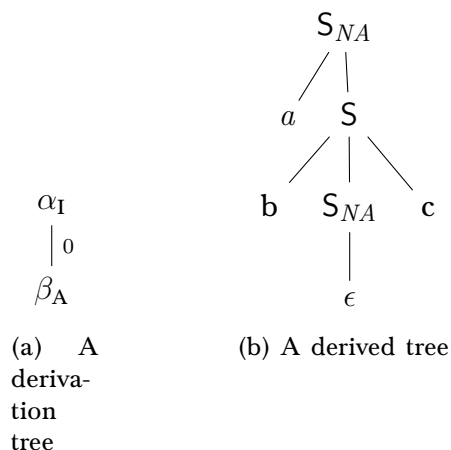 S_NA
a S
b S_NA c
ϵ
α_I
0
β_A
(a) A
deriva-
tion
tree
(b) A derived tree